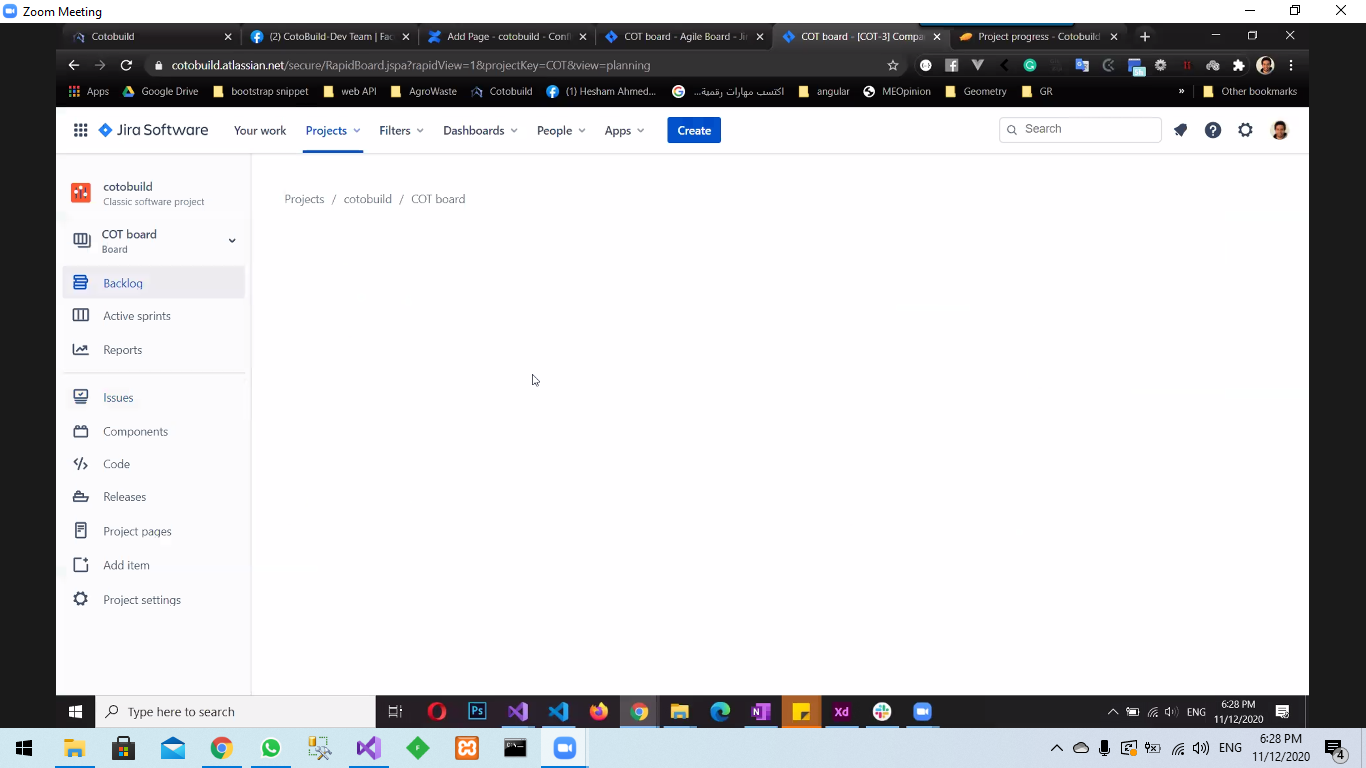 Zoom Meeting
Cotobuild
(2) CotoBuild-Dev Team | Fac
Add Page - cotobuild - Confl
COT board - Agile Board - Jir
COT board - [COT-3] Compa
Project progress - Cotobuild
cotobuild.atlassian.net/secure/RapidBoard.jspa?rapidView=1&projectKey=COT&view=planning
Apps
Google Drive
bootstrap snippet
web API
AgroWaste
Cotobuild
(1) Hesham Ahmed...
اكتسب مهارات رقمية...
angular
MEOpinion
Geometry
GR
»
Other bookmarks
Jira Software
Your work
Projects
Filters
Dashboards
People
Apps
Create
Search
cotobuild
Classic software project
COT board
Board
Backlog
Active sprints
Reports
Issues
Components
Code
Releases
Project pages
Add item
Project settings
Projects / cotobuild / COT board
Type here to search
Ps
Xd
ENG
6:28 PM
11/12/2020
ENG
6:28 PM
11/12/2020
4